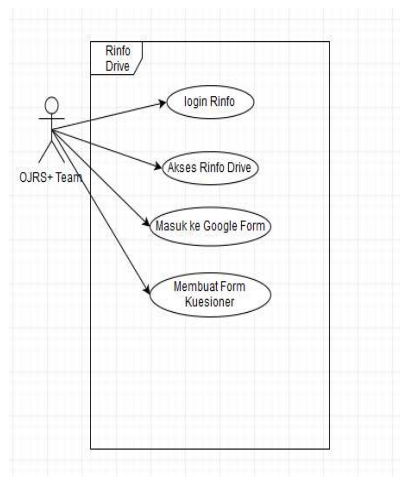 Rinfo
Drive
login Rinfo
OJRS+ Team
Akses Rinfo Drive
Masuk ke Google Form
Membuat Form
Kuesioner